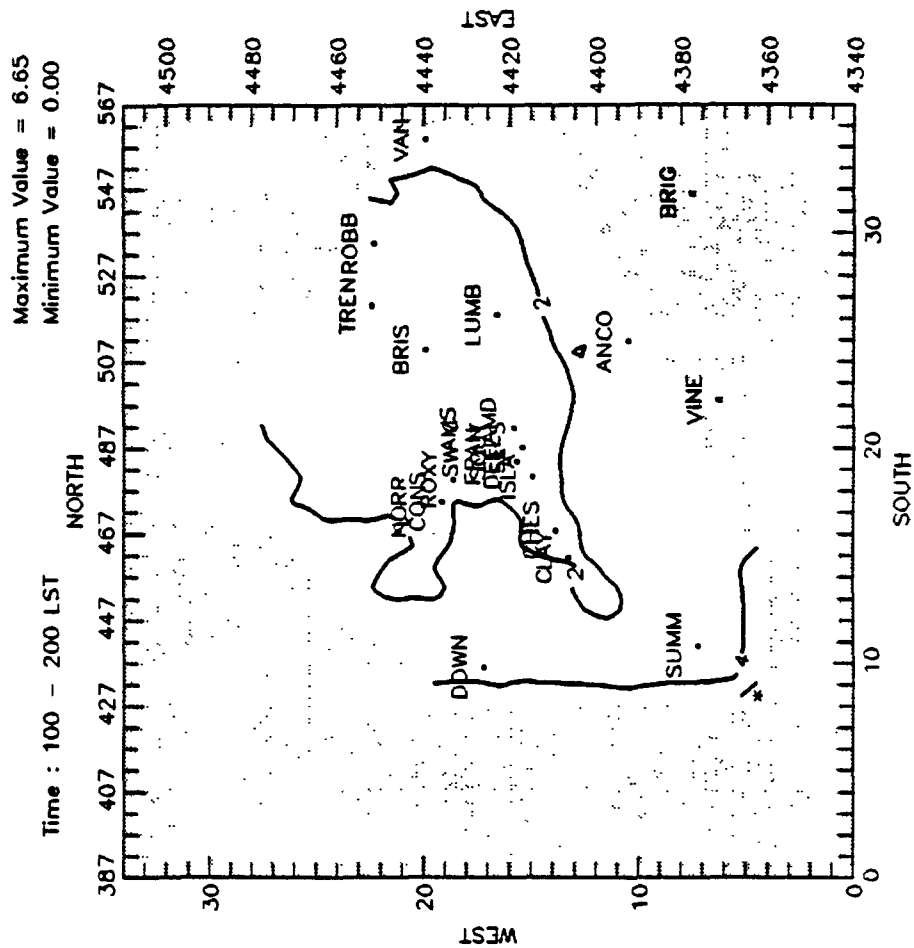 Maximum Value = 6.65
Minimum Value = 0.00
Time : 100 - 200 LST
NORTH
387 407 427 447 467 487 507 527 547 567
WEST
30
20
10
0
EAST
4500
4480
4460
4440
4420
4400
4380
4360
4340
TRENROBB
VAN
BRIS
LUMB
MORR
CONS
ROXY
SWAMS
FRAN
AMD
ISLA
CLAY
2
2
ANCO
BRIG
VINE
DOWN
SUMM
4
*
0 10 20 30
SOUTH